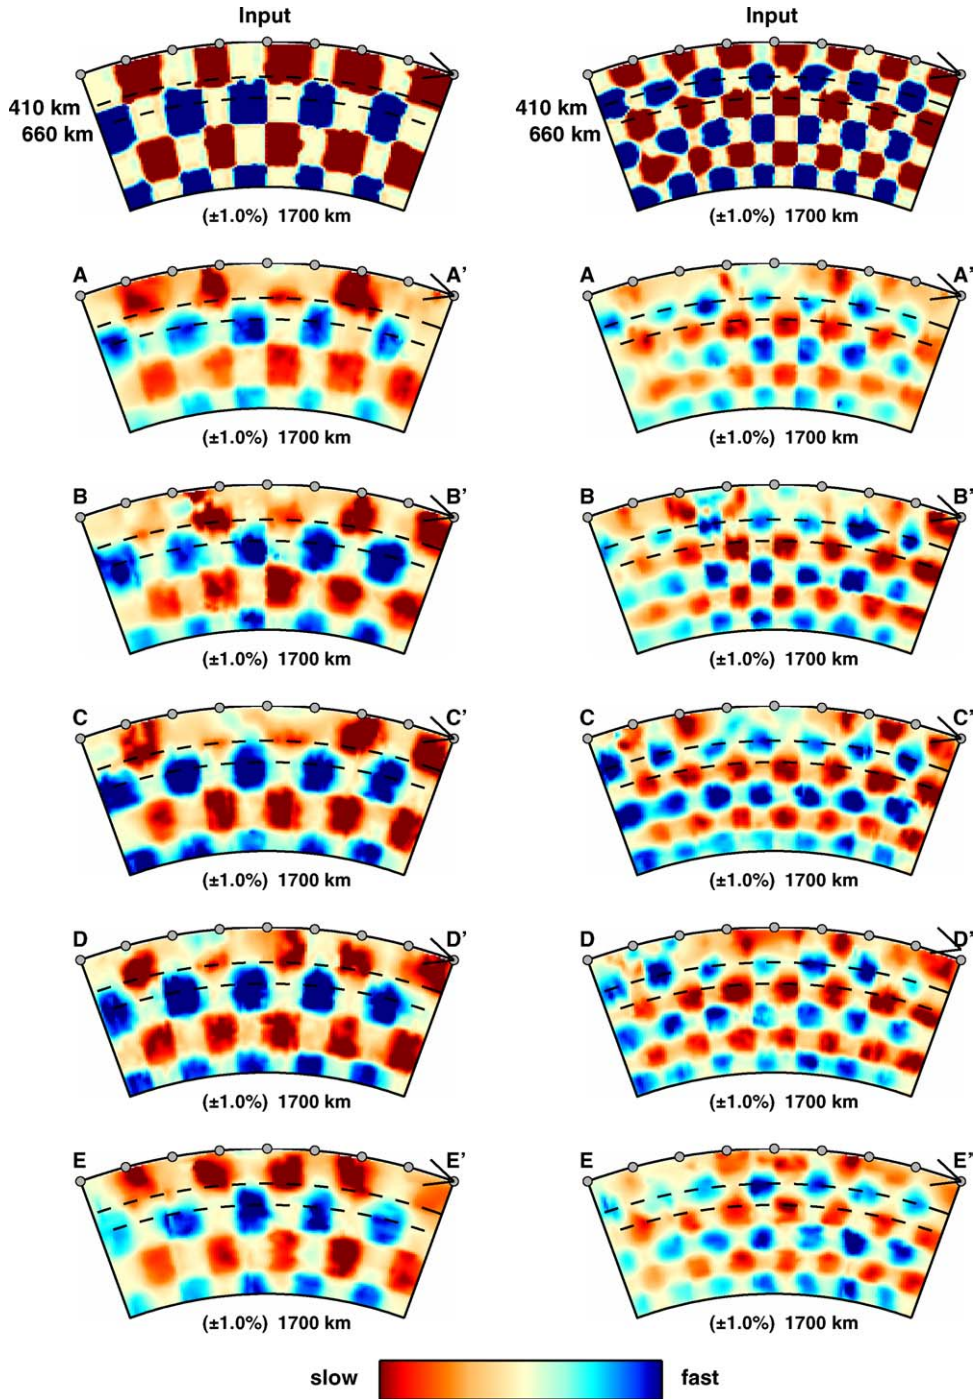 Input Input
410 km 410 km
660 km 660 km
(±1.0%) 1700 km (±1.0%) 1700 km
A A' A A'
(±1.0%) 1700 km (±1.0%) 1700 km
B B' B B'
(±1.0%) 1700 km (±1.0%) 1700 km
C C' C C'
(±1.0%) 1700 km (±1.0%) 1700 km
D D' D D'
(±1.0%) 1700 km (±1.0%) 1700 km
E E' E E'
(±1.0%) 1700 km (±1.0%) 1700 km
slow fast